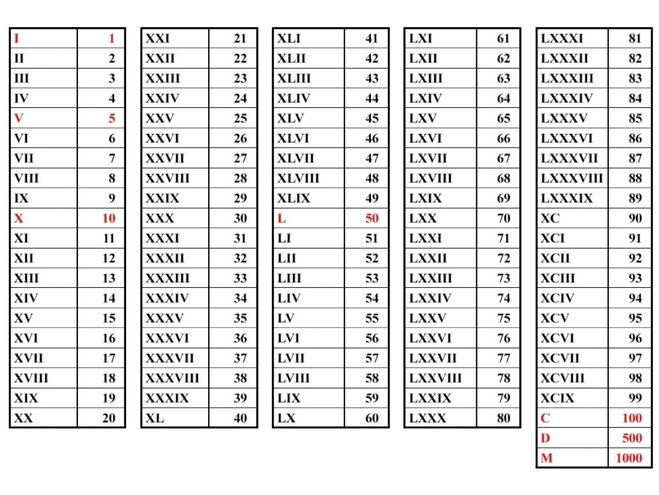 I 1
II 2
III 3
IV 4
V 5
VI 6
VII 7
VIII 8
IX 9
X 10
XI 11
XII 12
XIII 13
XIV 14
XV 15
XVI 16
XVII 17
XVIII 18
XIX 19
XX 20
XXI 21
XXII 22
XXIII 23
XXIV 24
XXV 25
XXVI 26
XXVII 27
XXVIII 28
XXIX 29
XXX 30
XXXI 31
XXXII 32
XXXIII 33
XXXIV 34
XXXV 35
XXXVI 36
XXXVII 37
XXXVIII 38
XXXIX 39
XL 40
XLI 41
XLII 42
XLIII 43
XLIV 44
XLV 45
XLVI 46
XLVII 47
XLVIII 48
XLIX 49
L 50
LI 51
LII 52
LIII 53
LIV 54
LV 55
LVI 56
LVII 57
LVIII 58
LIX 59
LX 60
LXI 61
LXII 62
LXIII 63
LXIV 64
LXV 65
LXVI 66
LXVII 67
LXVIII 68
LXIX 69
LXX 70
LXXI 71
LXXII 72
LXXIII 73
LXXIV 74
LXXV 75
LXXVI 76
LXXVII 77
LXXVIII 78
LXXIX 79
LXXX 80
LXXXI 81
LXXXII 82
LXXXIII 83
LXXXIV 84
LXXXV 85
LXXXVI 86
LXXXVII 87
LXXXVIII 88
LXXXIX 89
XC 90
XCI 91
XCII 92
XCIII 93
XCIV 94
XCV 95
XCVI 96
XCVII 97
XCVIII 98
XCIX 99
C 100
D 500
M 1000